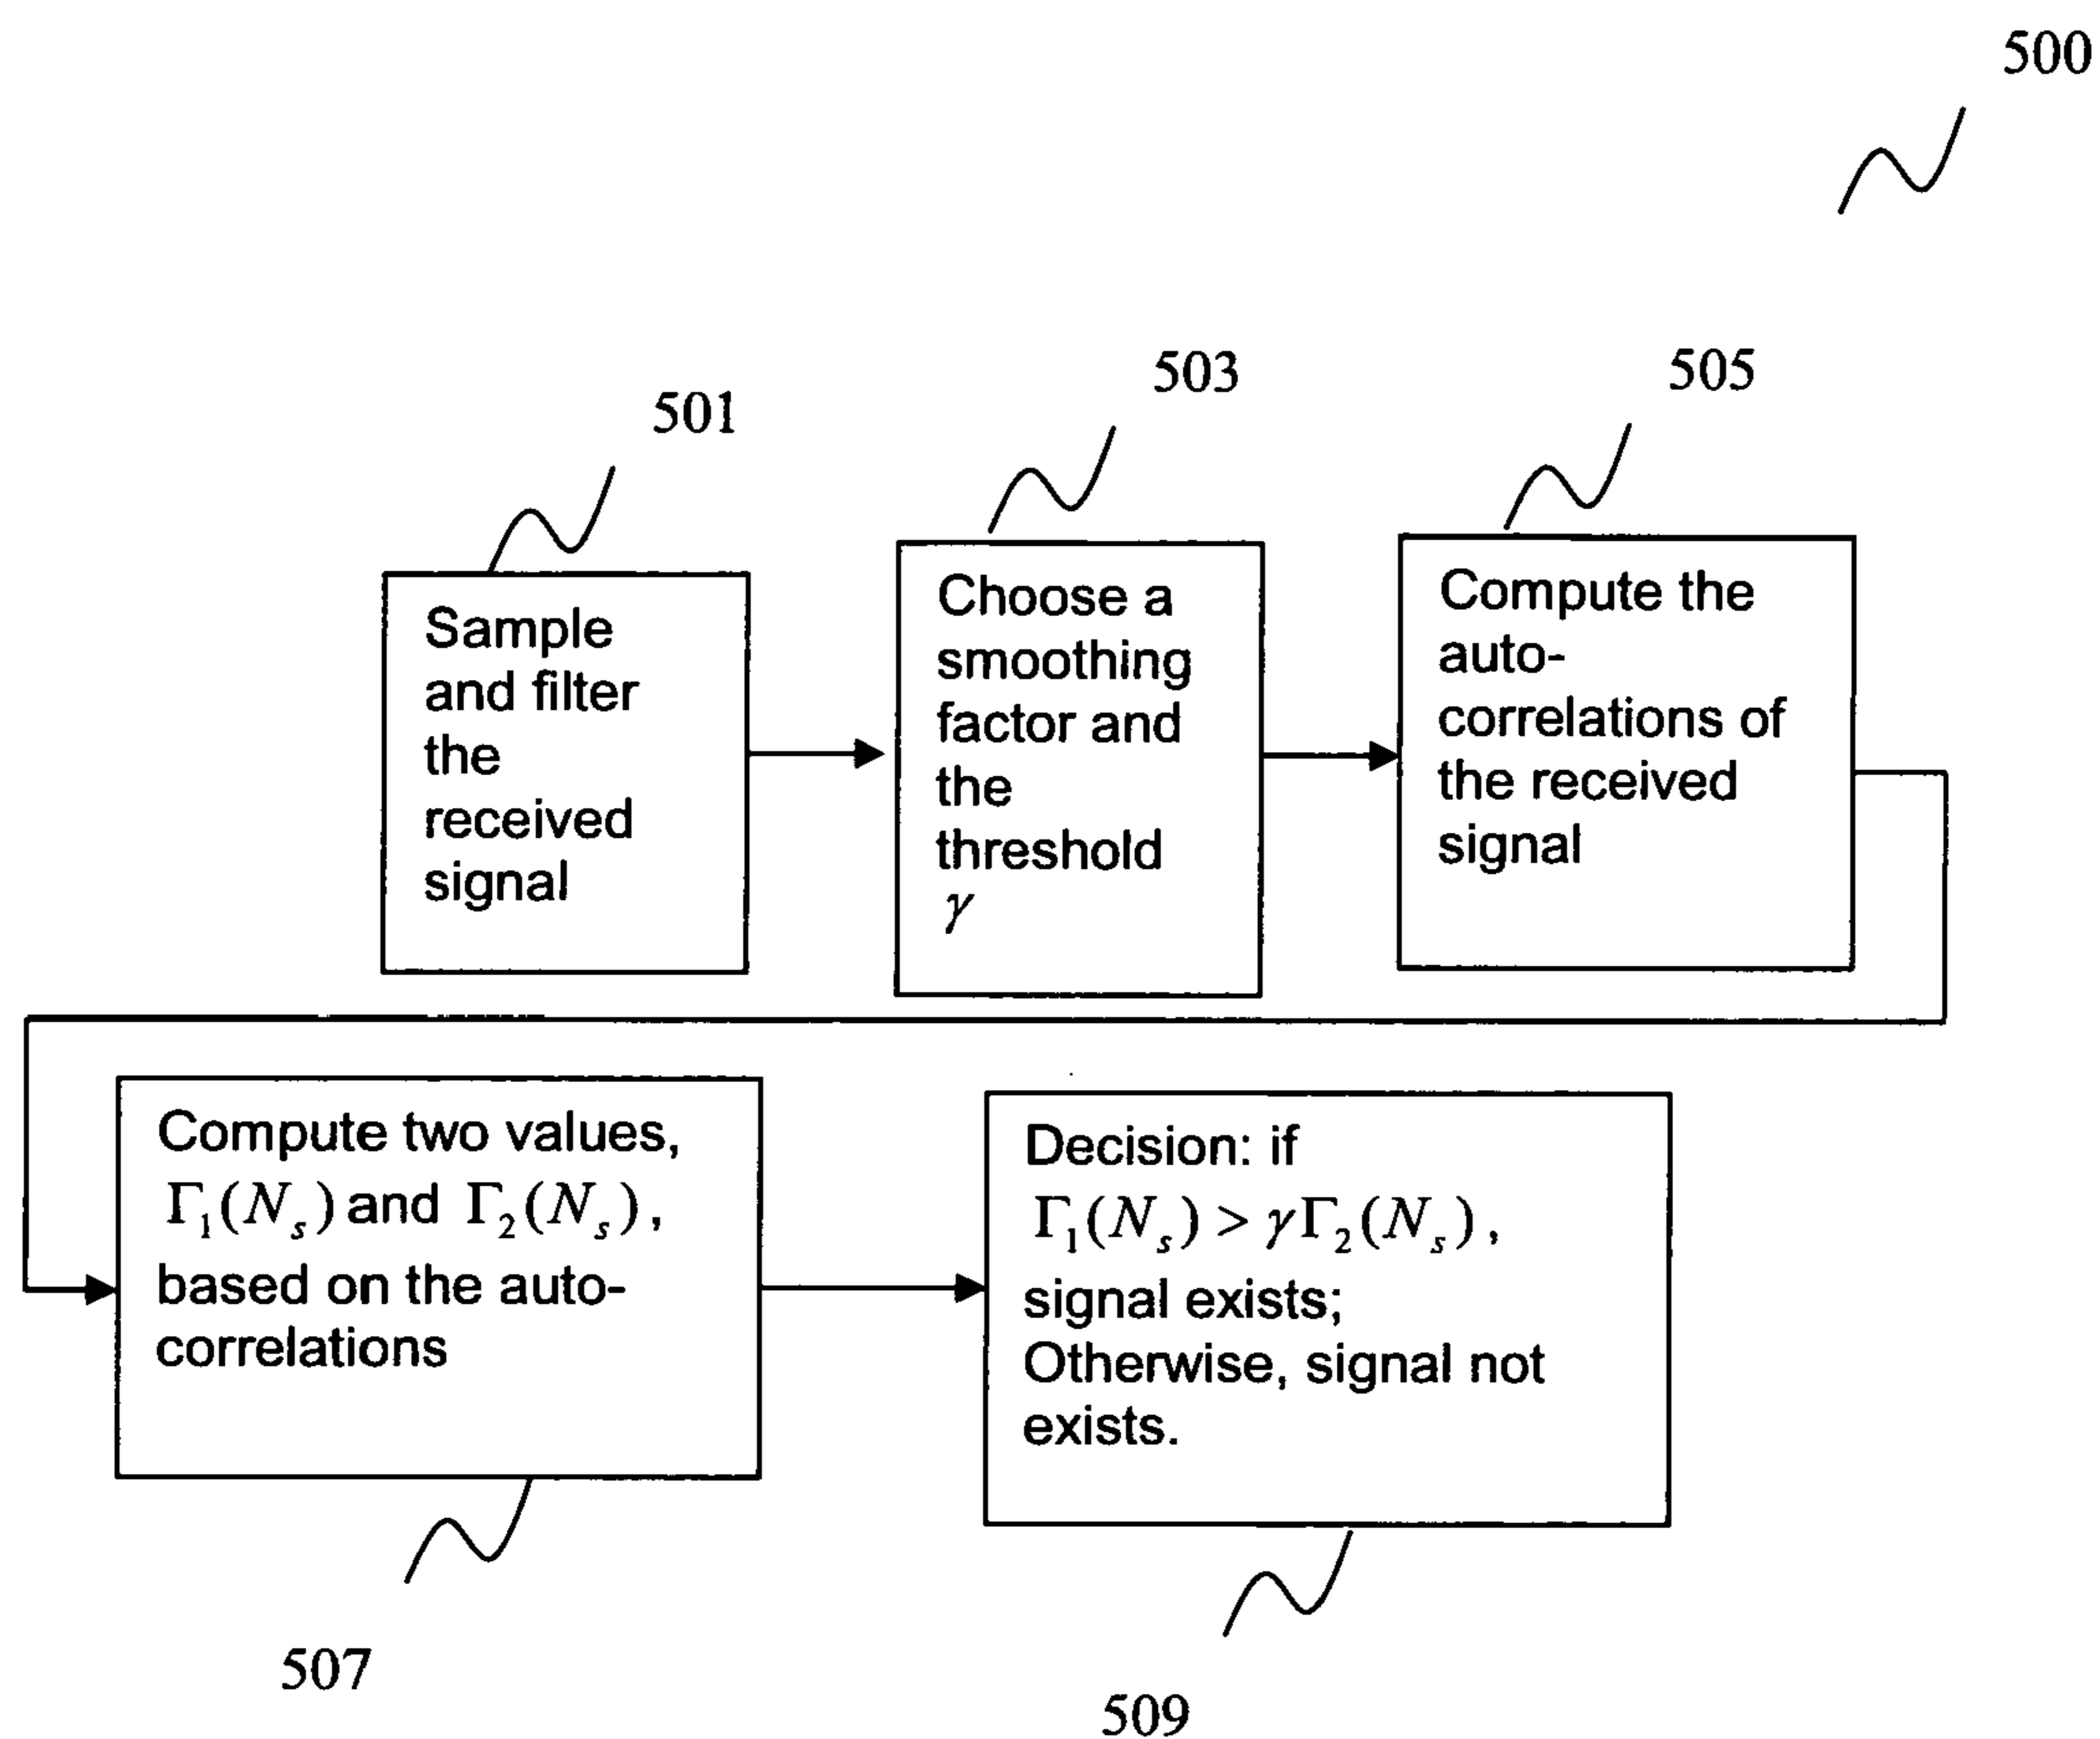 500
501
503
505
Sample
and filter
the
received
signal
Choose a
smoothing
factor and
the
threshold
γ
Compute the
auto-
correlations of
the received
signal
Compute two values,
Γ₁(Nₛ) and Γ₂(Nₛ),
based on the auto-
correlations
Decision: if
Γ₁(Nₛ) > γΓ₂(Nₛ),
signal exists;
Otherwise, signal not
exists.
507
509